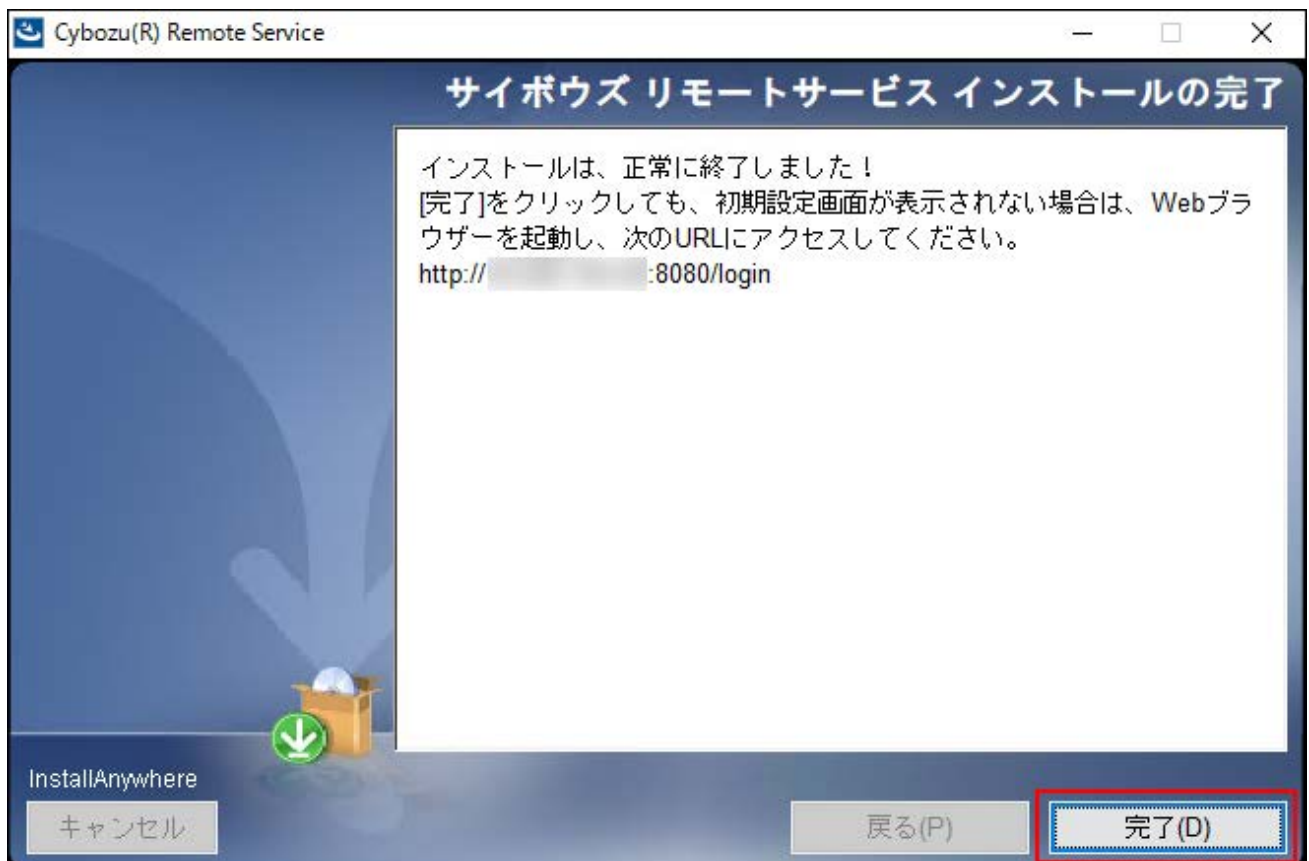 Cybozu(R) Remote Service
サイボウズ リモートサービス インストールの完了
インストールは、正常に終了しました！
[完了]をクリックしても、初期設定画面が表示されない場合は、Webブラ
ウザーを起動し、次のURLにアクセスしてください。
http:// :8080/login
InstallAnywhere
キャンセル
戻る(P)
完了(D)